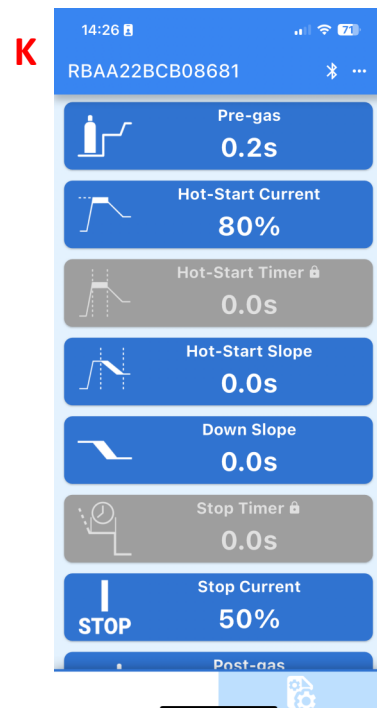 K
14:26
71
RBAA22BCB08681
Pre-gas
0.2s
Hot-Start Current
80%
Hot-Start Timer
0.0s
Hot-Start Slope
0.0s
Down Slope
0.0s
Stop Timer
0.0s
Stop Current
STOP
50%
Post-gas